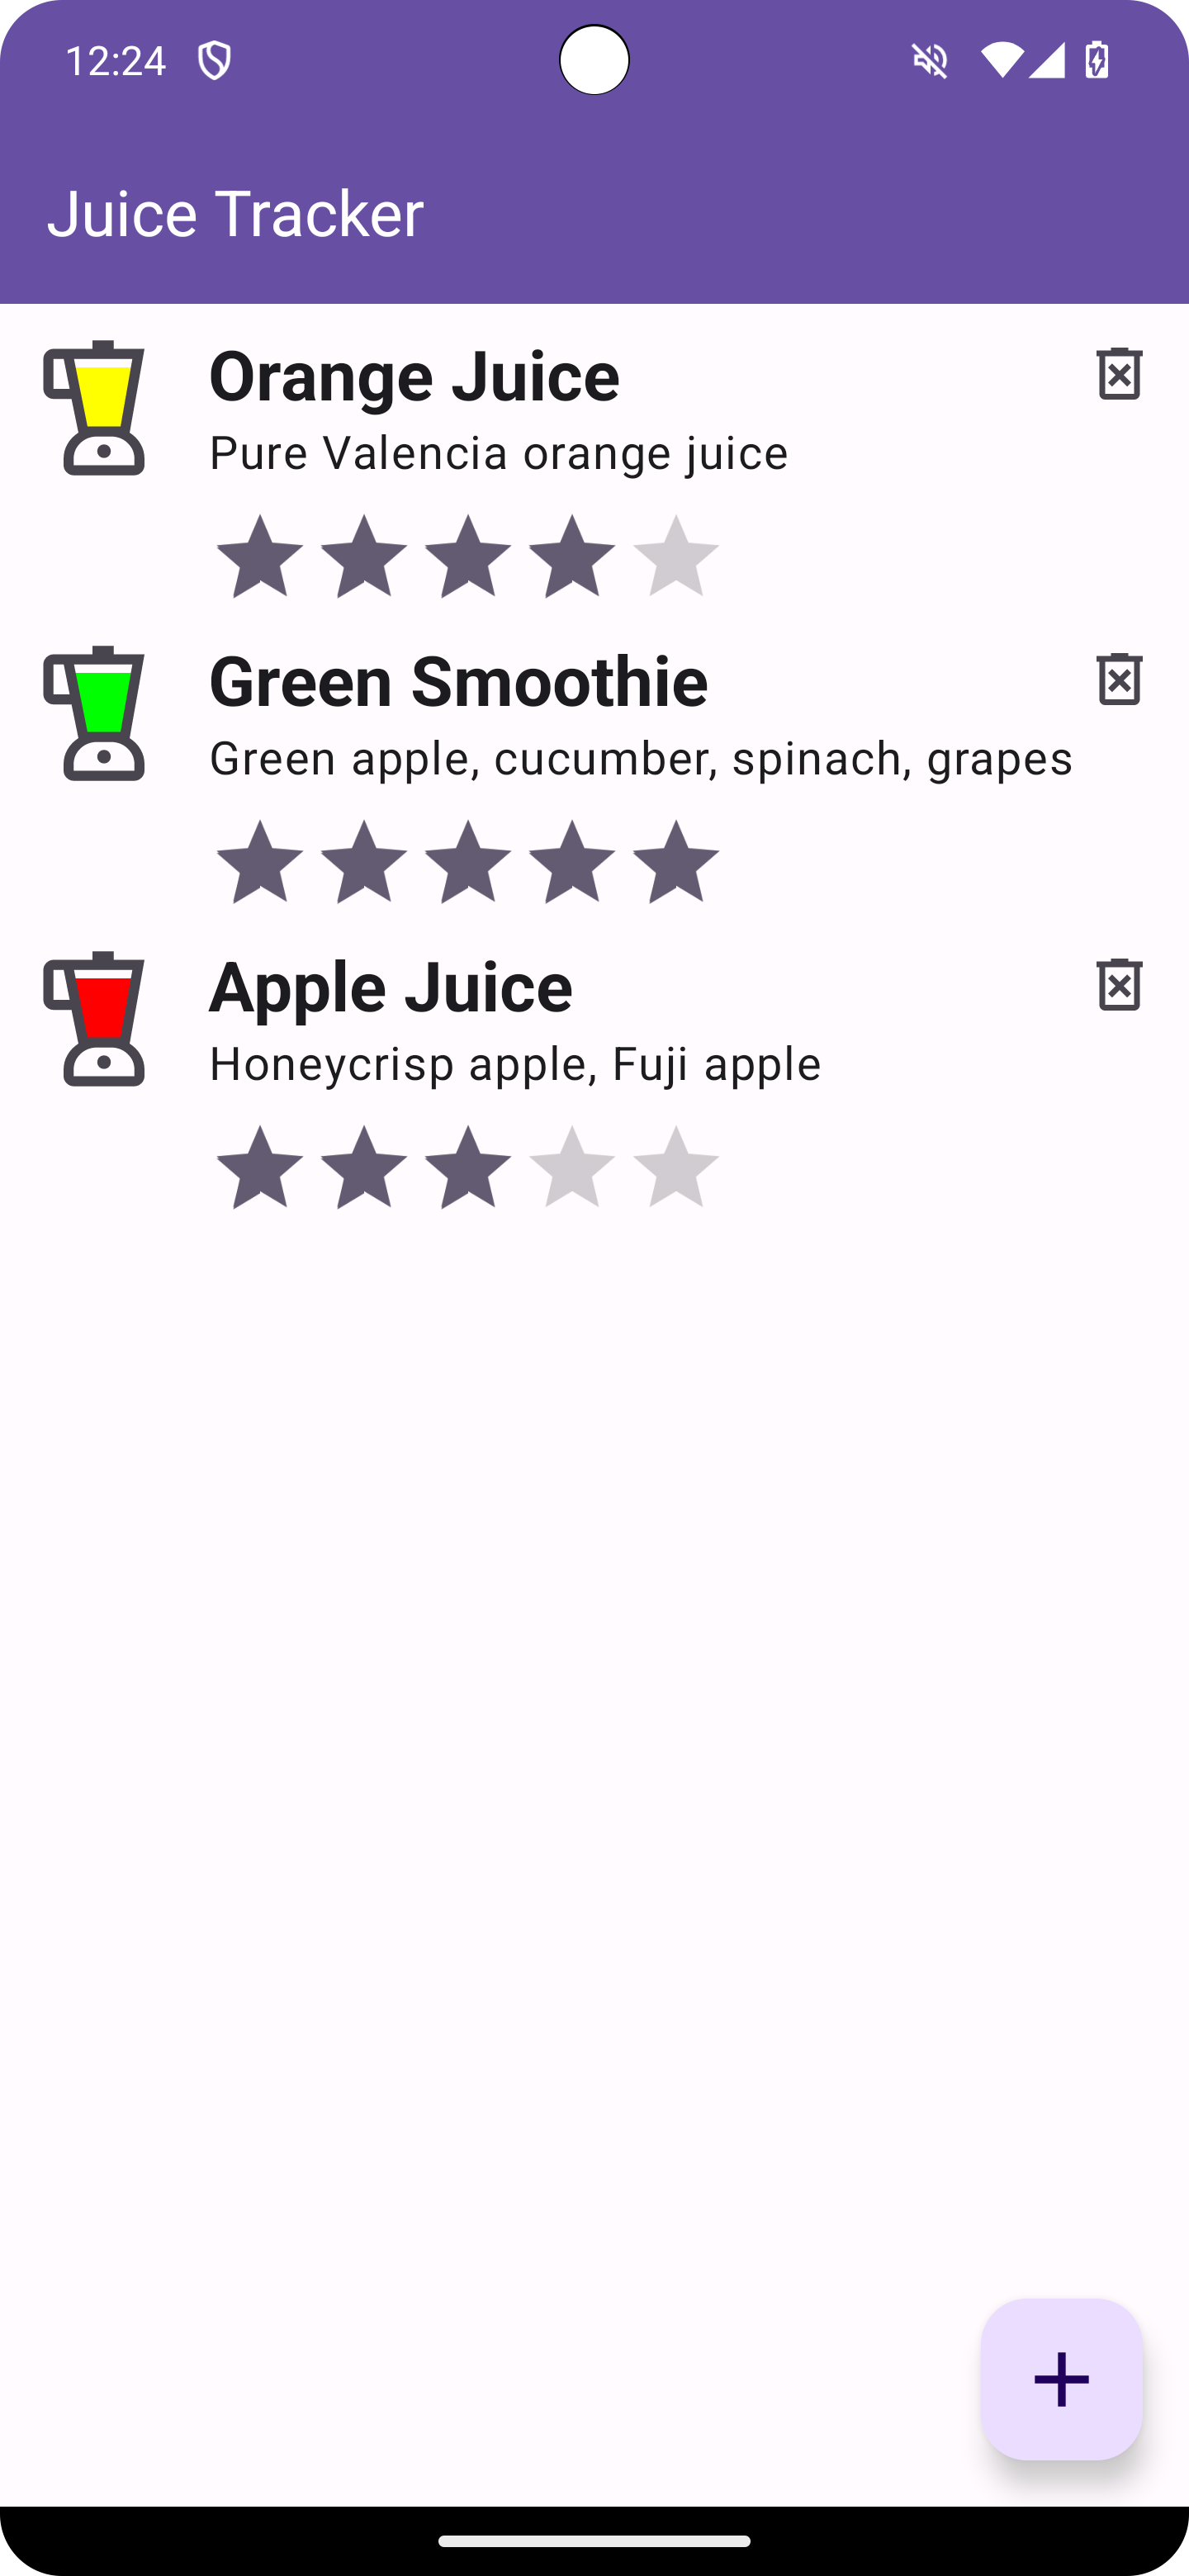 12:24
Juice Tracker
Orange Juice
Pure Valencia orange juice
Green Smoothie
Green apple, cucumber, spinach, grapes
Apple Juice
Honeycrisp apple, Fuji apple